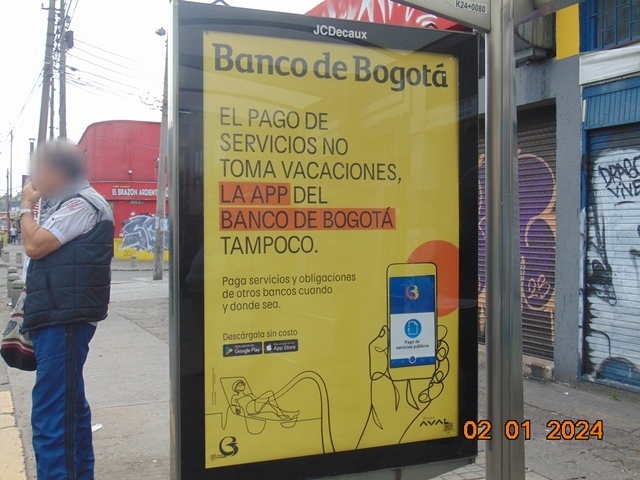 K24+0080
JCDecaux
Banco de Bogotá
EL PAGO DE
SERVICIOS NO
TOMA VACACIONES,
LA APP DEL
BANCO DE BOGOTÁ
TAMPOCO.
Paga servicios y obligaciones
de otros bancos cuando
y donde sea.
Descárgala sin costo
Google Play
App Store
Pago de
servicios públicos
AVAL
EL BRAZON ARDIENTE
02 01 2024